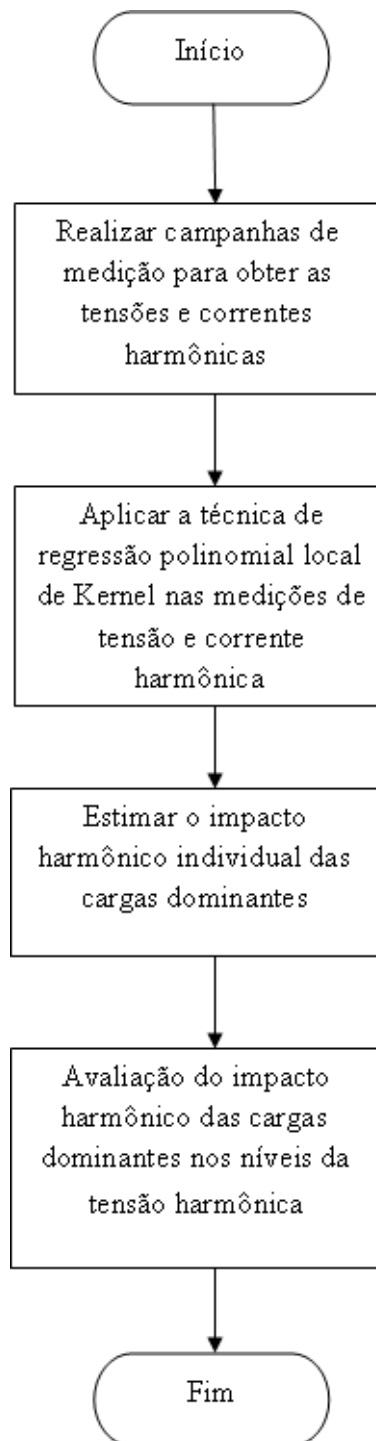 Início
Realizar campanhas de
medição para obter as
tensões e correntes
harmônicas
Aplicar a técnica de
regressão polinomial local
de Kernel nas medições de
tensão e corrente
harmônica
Estimar o impacto
harmônico individual das
cargas dominantes
Avaliação do impacto
harmônico das cargas
dominantes nos níveis da
tensão harmônica
Fim